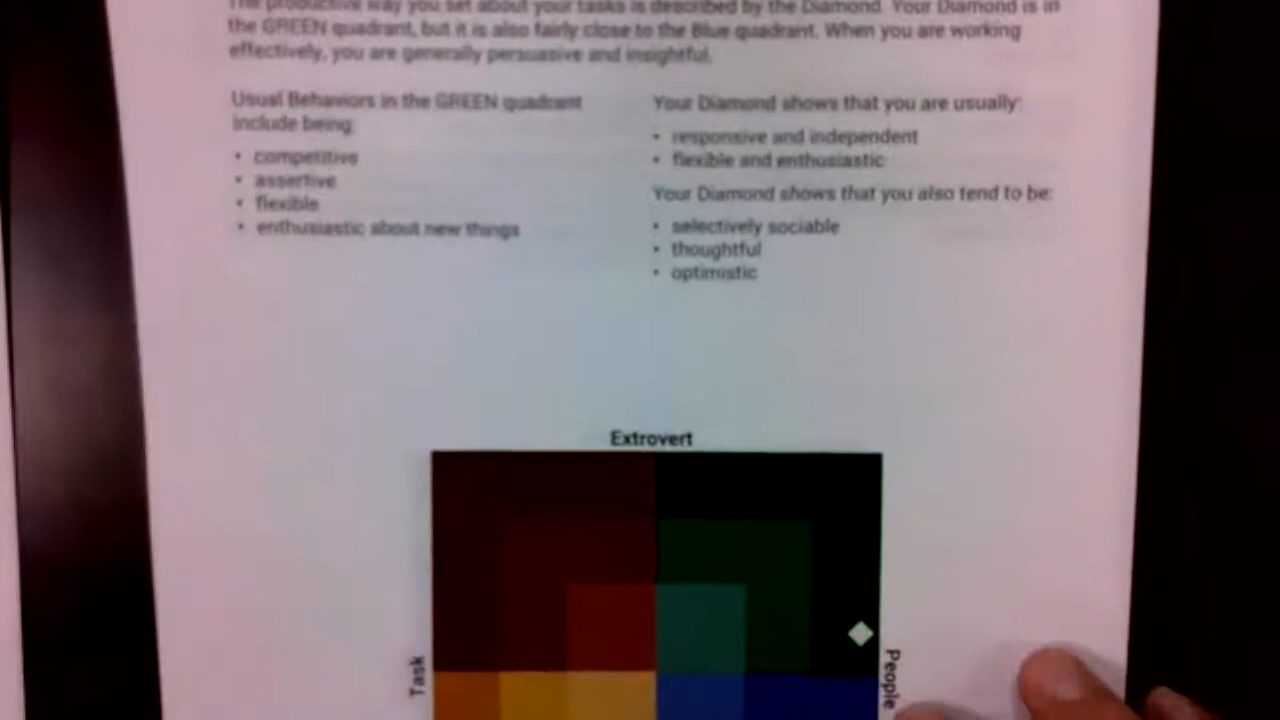 The productive way you set about your tasks is described by the Diamond. Your Diamond is in
the GREEN quadrant, but it is also fairly close to the Blue quadrant. When you are working
effectively, you are generally persuasive and insightful.
Usual Behaviors in the GREEN quadrant
include being:
• competitive
• assertive
• flexible
• enthusiastic about new things
Your Diamond shows that you are usually:
• responsive and independent
• flexible and enthusiastic
Your Diamond shows that you also tend to be:
• selectively sociable
• thoughtful
• optimistic
Extrovert
Task
People